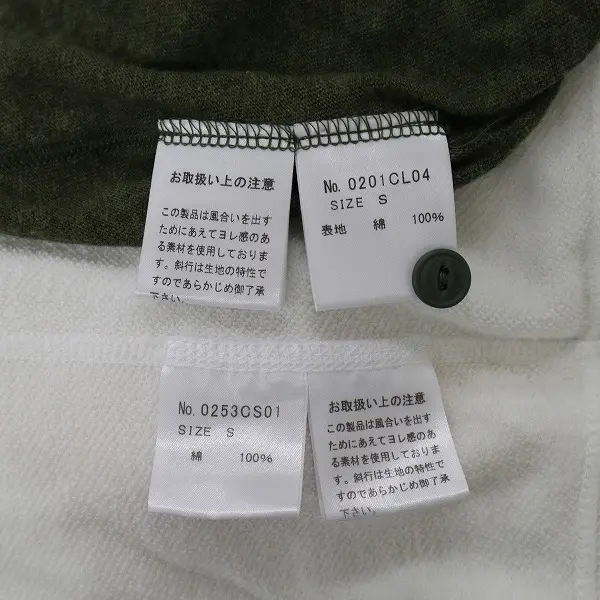 お取扱い上の注意
この製品は風合いを出す
ためにあえてヨレ感のあ
る素材を使用しておりま
す。斜行は生地の特性で
すのであらかじめ御了承
下さい。
No. 0201CL04
SIZE S
表地 綿 100%
No. 0253CS01
SIZE S
綿 100%
お取扱い上の注意
この製品は風合いを出す
ためにあえてヨレ感のあ
る素材を使用しておりま
す。斜行は生地の特性で
すのであらかじめ御了承